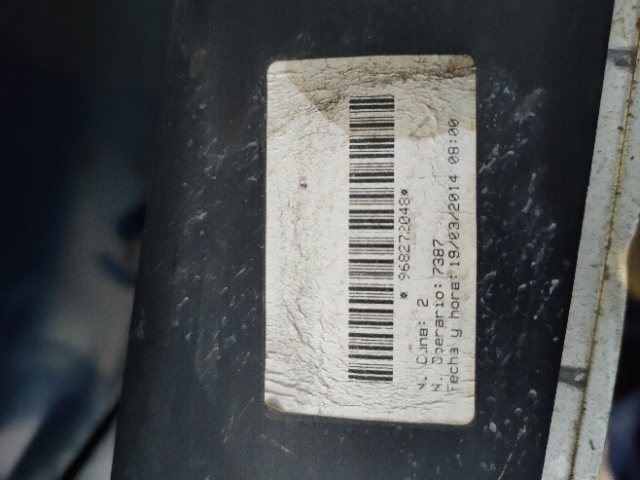 *968272048*
N. Cuna: 2
N. Operario: 7387
Fecha y hora: 19/03/2014 08:00